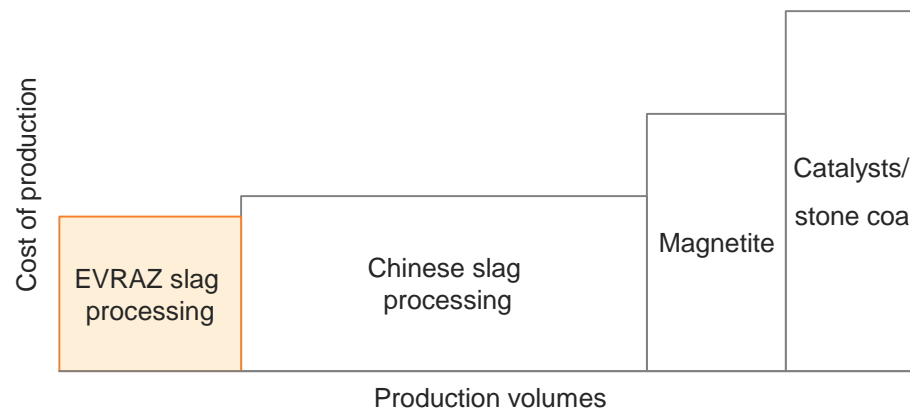 Cost of production
EVRAZ slag
processing
Chinese slag
processing
Magnetite
Catalysts/
stone coa
Production volumes